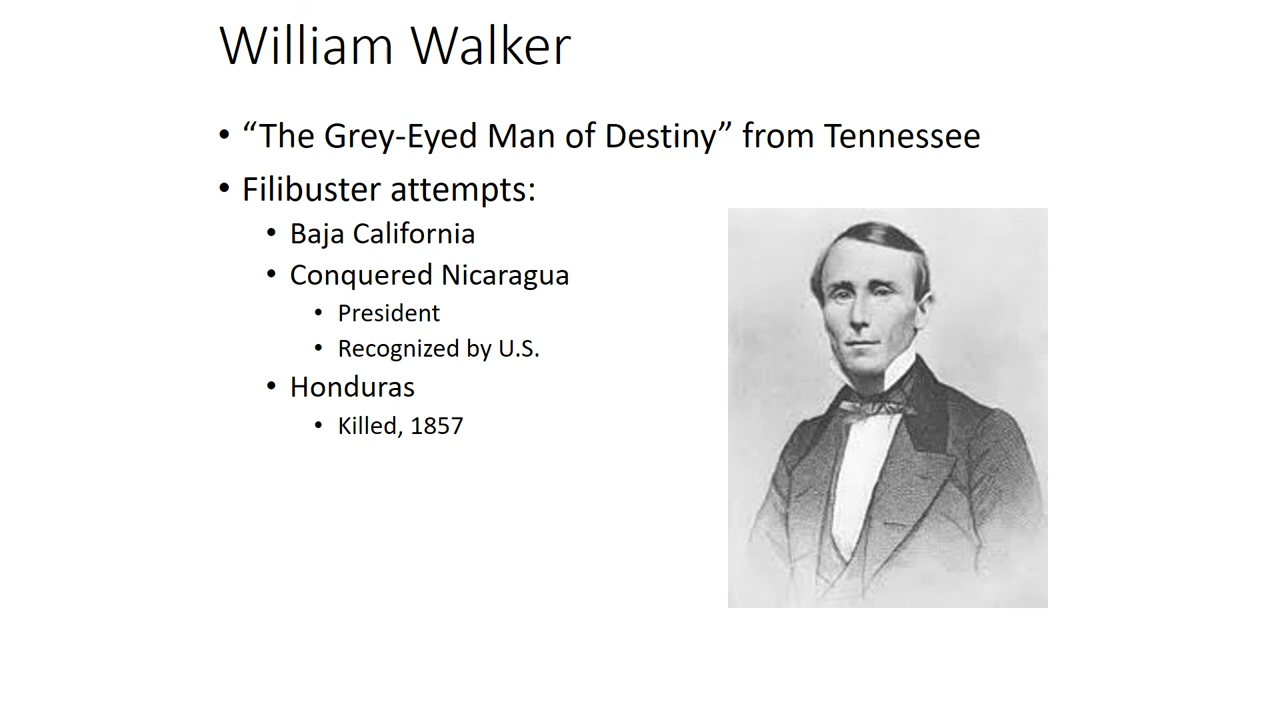 William Walker
• “The Grey-Eyed Man of Destiny” from Tennessee
• Filibuster attempts:
• Baja California
• Conquered Nicaragua
• President
• Recognized by U.S.
• Honduras
• Killed, 1857